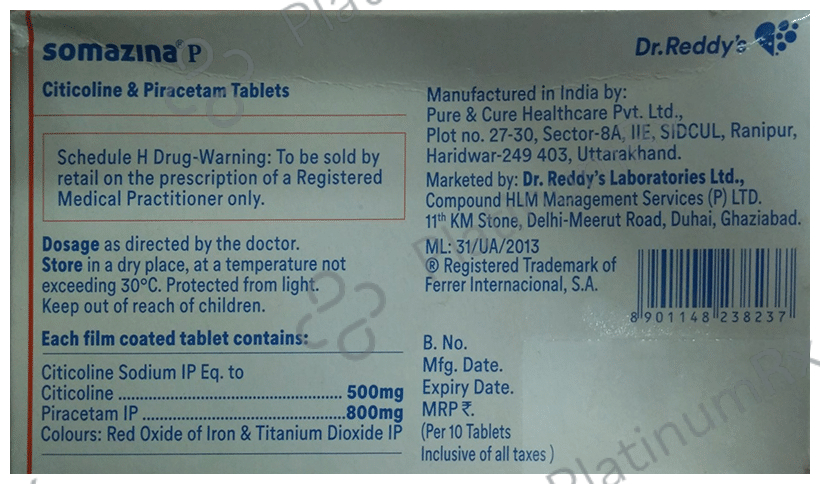 somazina® P
Citicoline & Piracetam Tablets
Schedule H Drug-Warning: To be sold by
retail on the prescription of a Registered
Medical Practitioner only.
Dosage as directed by the doctor.
Store in a dry place, at a temperature not
exceeding 30°C. Protected from light.
Keep out of reach of children.
Each film coated tablet contains:
Citicoline Sodium IP Eq. to
Citicoline ........................................ 500mg
Piracetam IP ....................................800mg
Colours: Red Oxide of Iron & Titanium Dioxide IP
Dr.Reddy's
Manufactured in India by:
Pure & Cure Healthcare Pvt. Ltd.,
Plot no. 27-30, Sector-8A, IIE, SIDCUL, Ranipur,
Haridwar-249 403, Uttarakhand.
Marketed by: Dr. Reddy's Laboratories Ltd.,
Compound HLM Management Services (P) LTD.
11th KM Stone, Delhi-Meerut Road, Duhai, Ghaziabad.
ML: 31/UA/2013
® Registered Trademark of
Ferrer Internacional, S.A.
8 901148 238237
B. No.
Mfg. Date.
Expiry Date.
MRP ₹.
(Per 10 Tablets
Inclusive of all taxes )
PlatinumRx